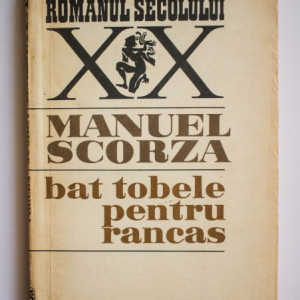 ROMANUL SECOLULUI
XX
MANUEL
SCORZA
bat tobele
pentru
rancas